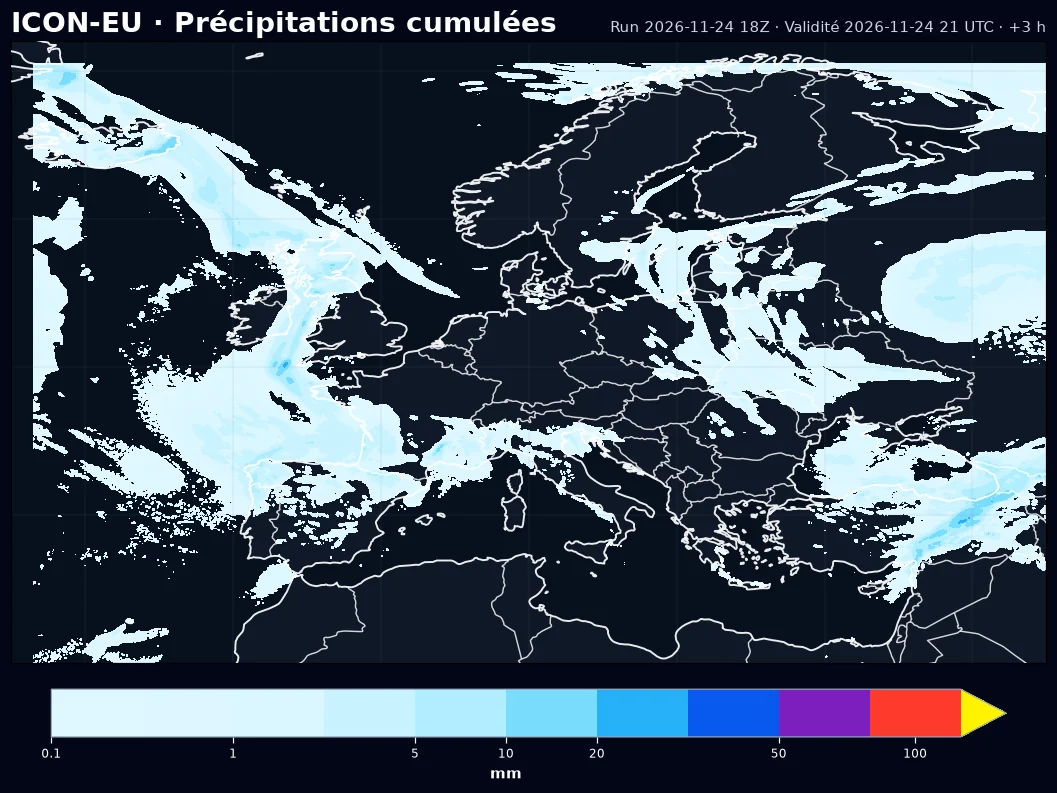 ICON-EU · Précipitations cumulées
Run 2026-11-24 18Z · Validité 2026-11-24 21 UTC · +3 h
0.1 1 5 10 20 50 100
mm